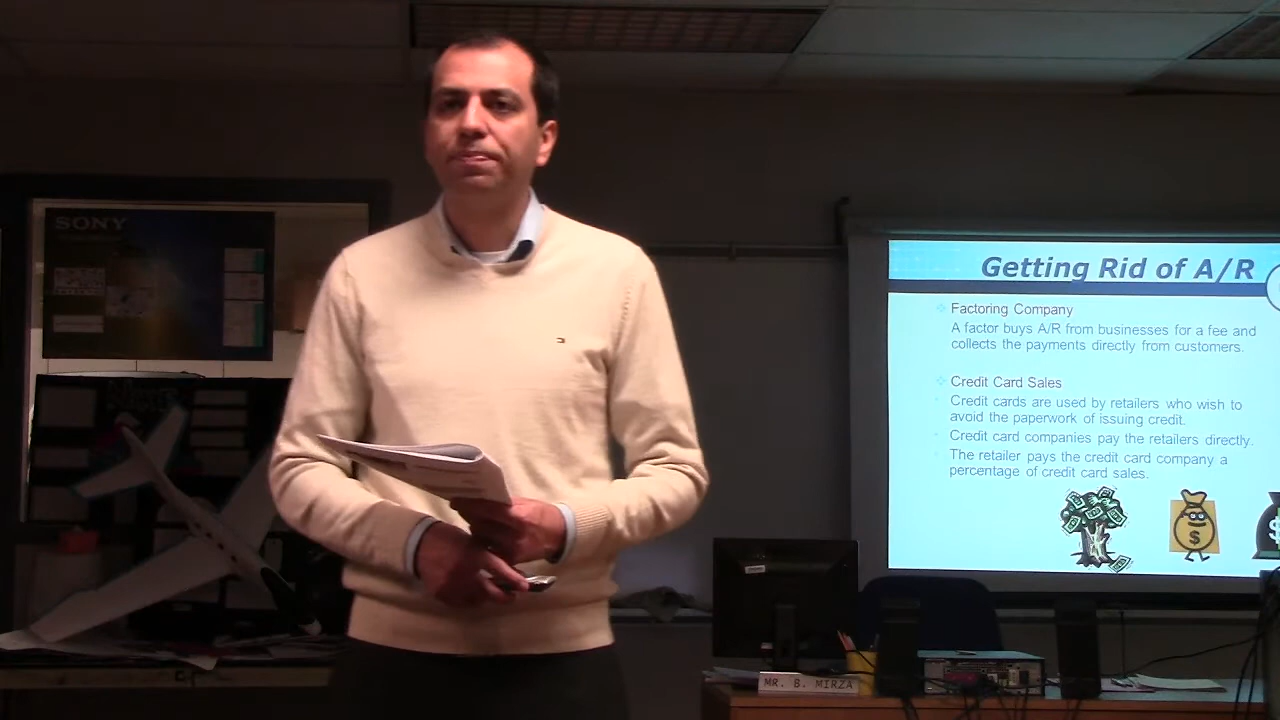 SONY
Getting Rid of A/R
Factoring Company
A factor buys A/R from businesses for a fee and
collects the payments directly from customers.
Credit Card Sales
Credit cards are used by retailers who wish to
avoid the paperwork of issuing credit.
Credit card companies pay the retailers directly.
The retailer pays the credit card company a
percentage of credit card sales.
$
$
MR. B. MIRZA